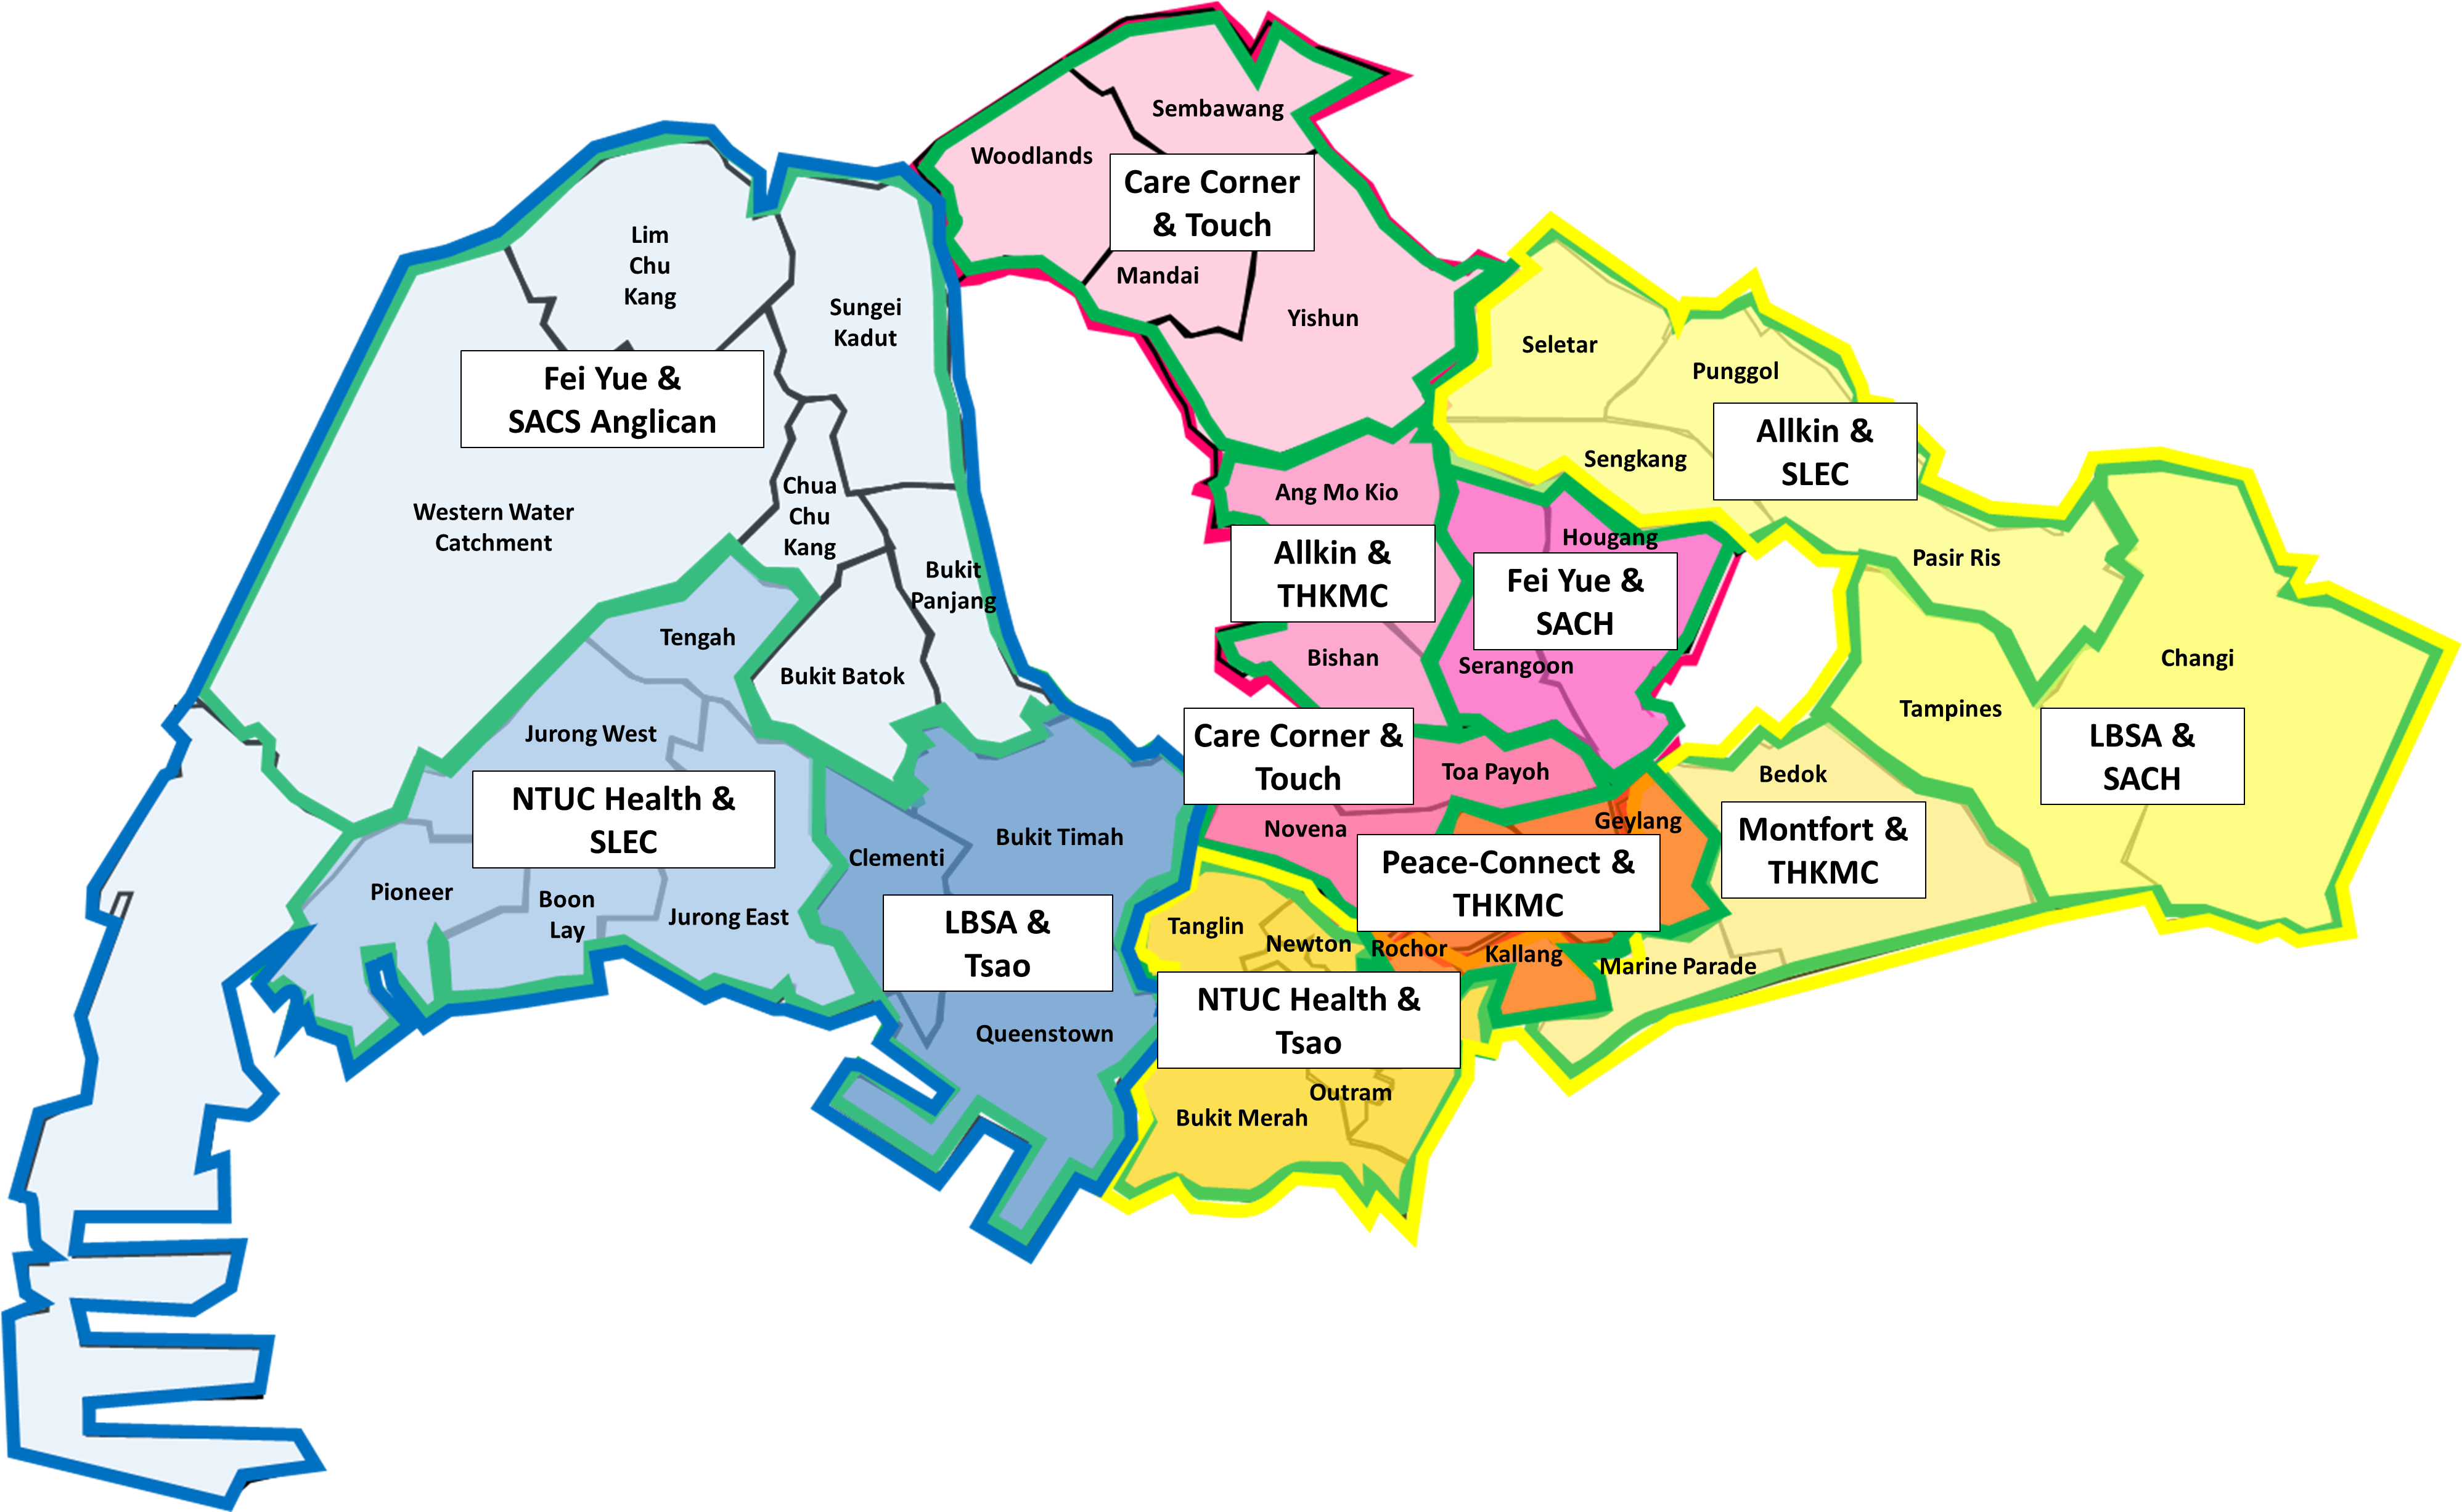 Sembawang
Woodlands
Care Corner
& Touch
Mandai
Yishun
Lim
Chu
Kang
Sungei
Kadut
Fei Yue &
SACS Anglican
Western Water
Catchment
Chua
Chu
Kang
Bukit
Panjang
Bukit Batok
Tengah
Jurong West
NTUC Health &
SLEC
Pioneer
Boon
Lay
Jurong East
Clementi
Bukit Timah
LBSA &
Tsao
Queenstown
Seletar
Punggol
Sengkang
Allkin &
SLEC
Pasir Ris
Ang Mo Kio
Allkin &
THKMC
Bishan
Hougang
Fei Yue &
SACH
Serangoon
Care Corner &
Touch
Toa Payoh
Novena
Geylang
Peace-Connect &
THKMC
Rochor
Kallang
Tanglin
Newton
NTUC Health &
Tsao
Outram
Bukit Merah
Changi
Tampines
LBSA &
SACH
Bedok
Montfort &
THKMC
Marine Parade